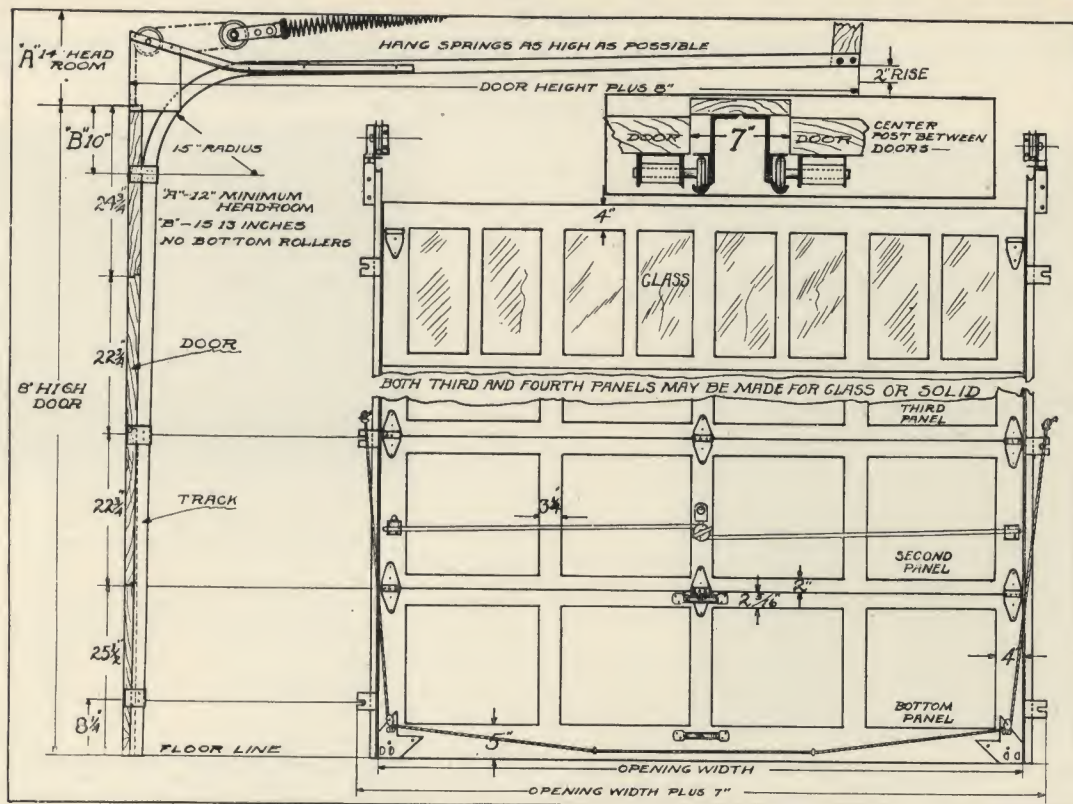 "A" 14" HEAD
ROOM
HANG SPRINGS AS HIGH AS POSSIBLE
2" RISE
DOOR HEIGHT PLUS 8"
"B" 10"
15" RADIUS
24 3/4"
"A"-12" MINIMUM
HEADROOM
"B"-15 13 INCHES
NO BOTTOM ROLLERS
DOOR
7"
DOOR
CENTER
POST BETWEEN
DOORS
4"
GLASS
DOOR
22 3/4"
8' HIGH
DOOR
BOTH THIRD AND FOURTH PANELS MAY BE MADE FOR GLASS OR SOLID
THIRD
PANEL
22 3/4"
TRACK
3 1/4"
SECOND
PANEL
2"
2 3/16"
25 1/2"
4"
8 1/4"
BOTTOM
PANEL
5"
FLOOR LINE
OPENING WIDTH
OPENING WIDTH PLUS 7"